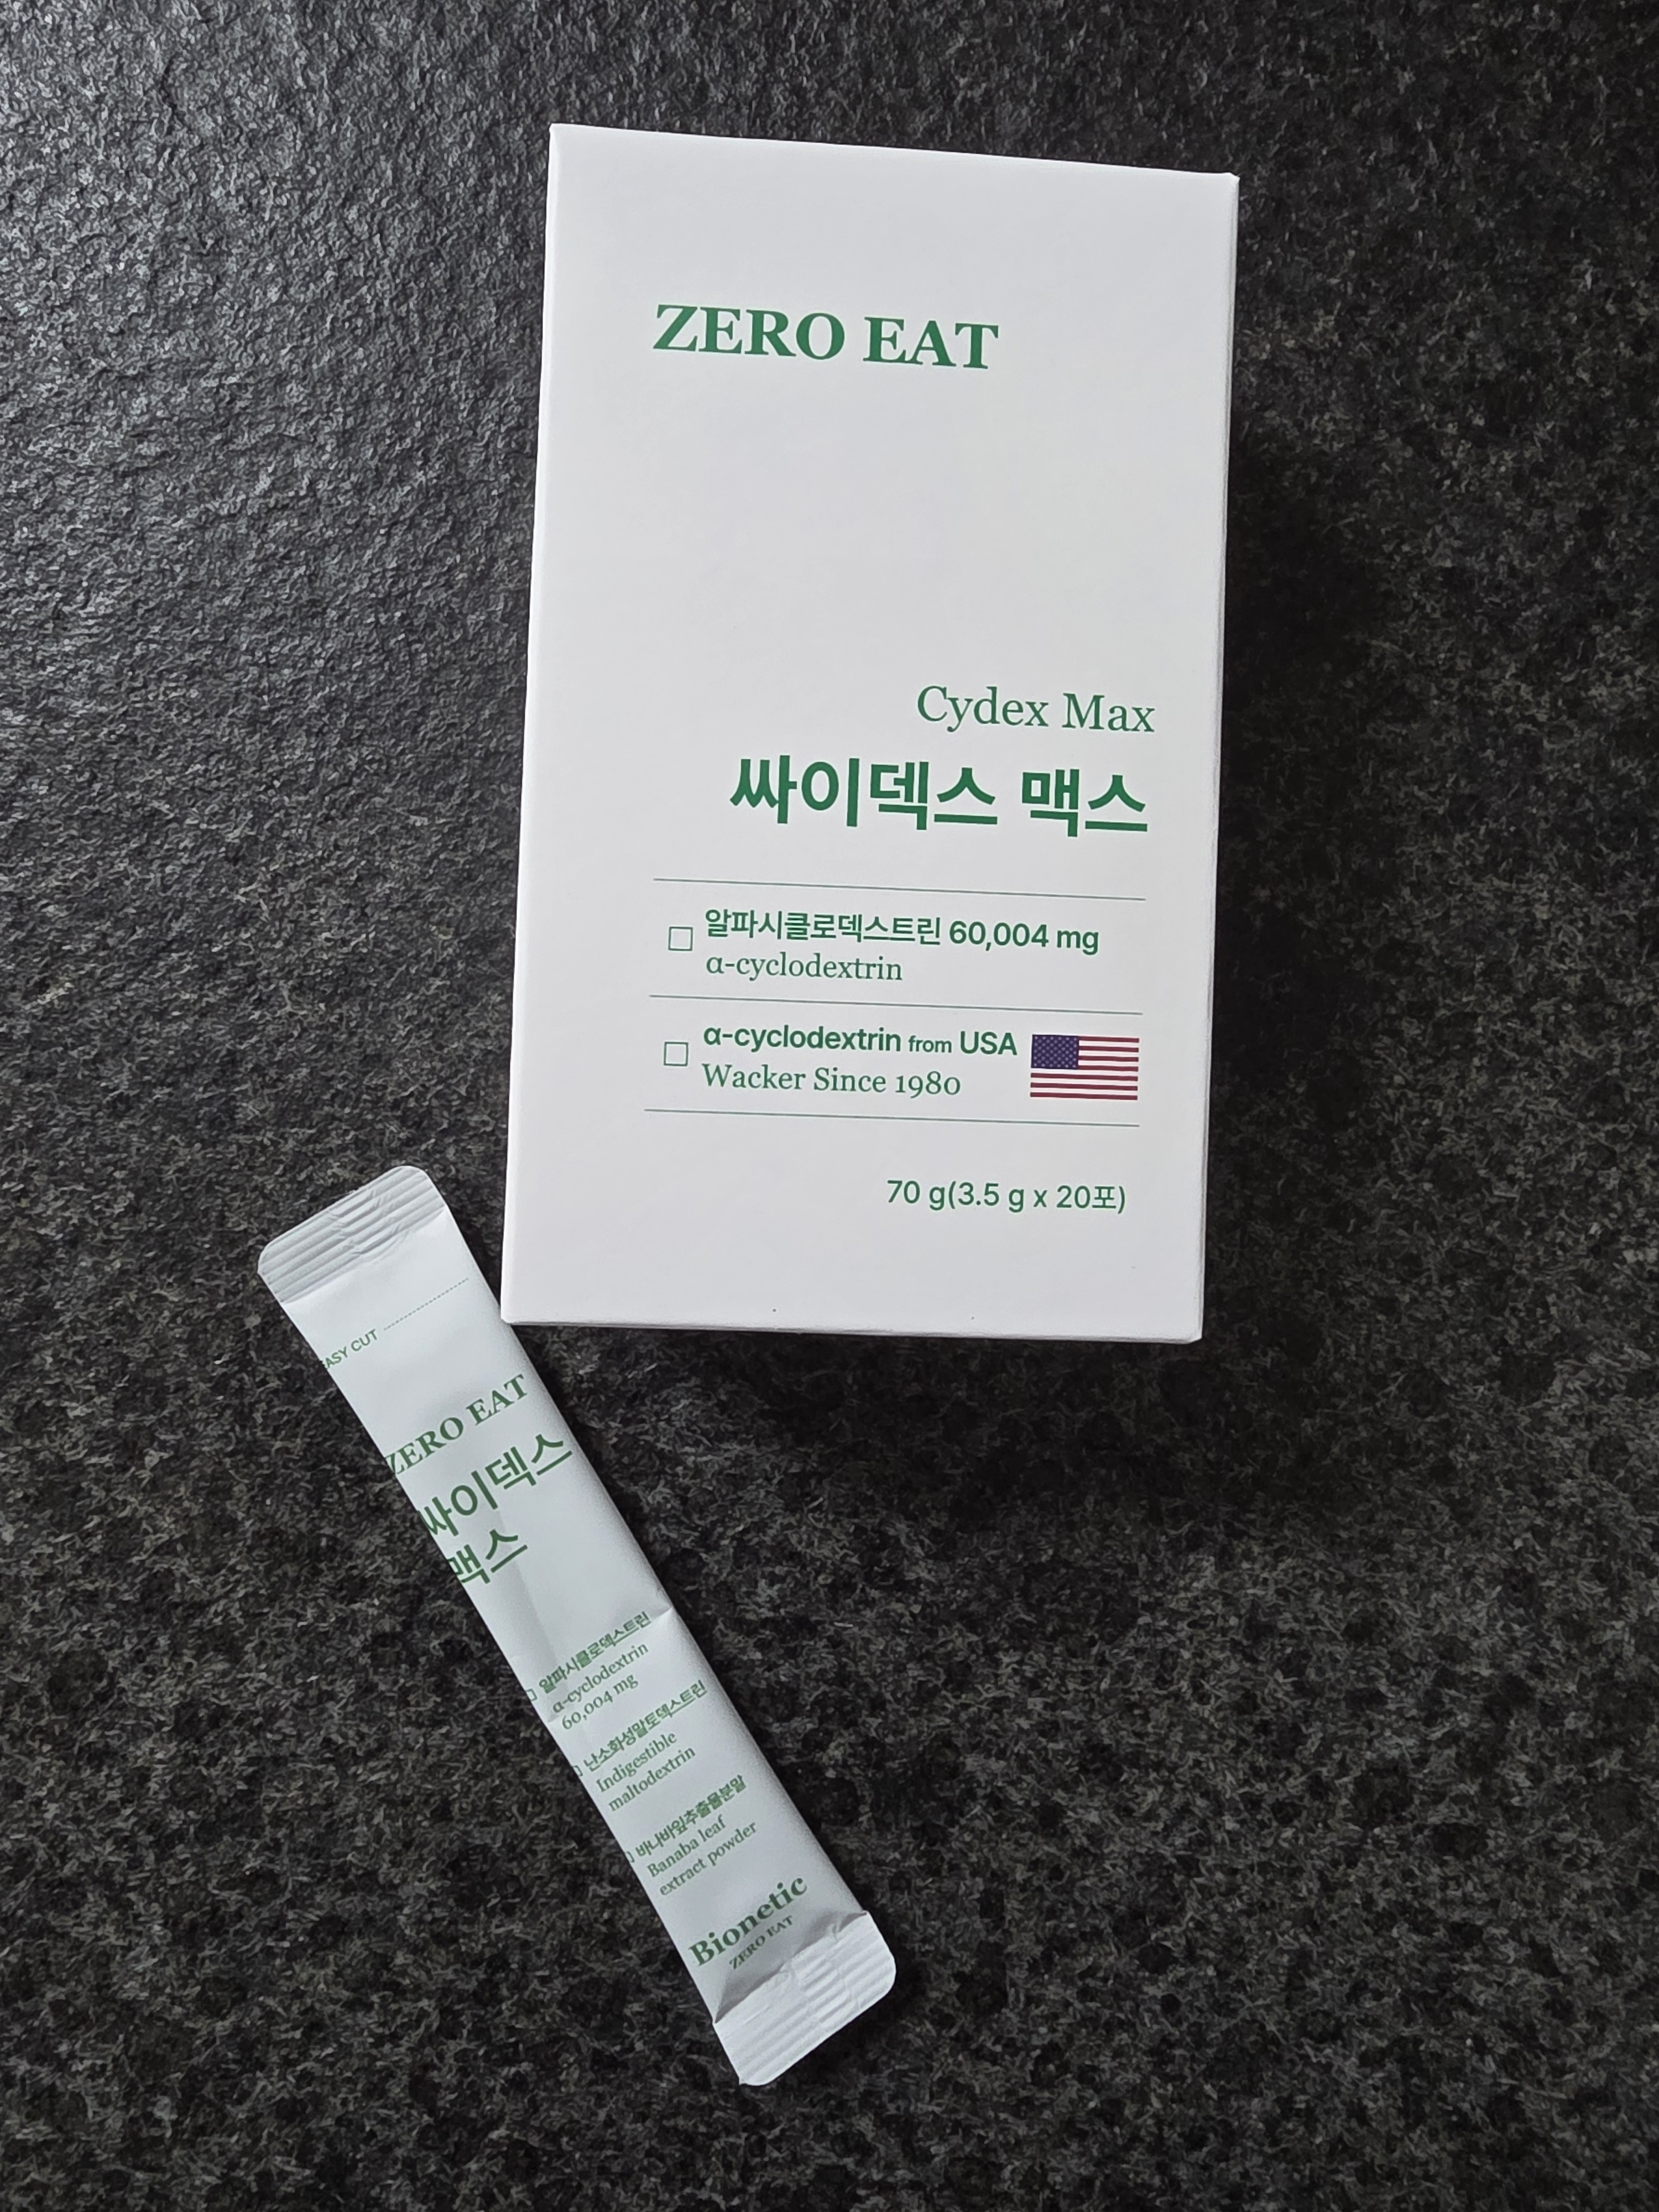 ZERO EAT
Cydex Max
싸이덱스 맥스
알파시클로덱스트린 60,004 mg
α-cyclodextrin
α-cyclodextrin from USA
Wacker Since 1980
70 g(3.5 g x 20포)
EASY CUT
ZERO EAT
싸이덱스
맥스
알파시클로덱스트린
α-cyclodextrin
60,004 mg
난소화성말토덱스트린
Indigestible
maltodextrin
바나바잎추출물분말
Banaba leaf
extract powder
Bionetic
ZERO EAT